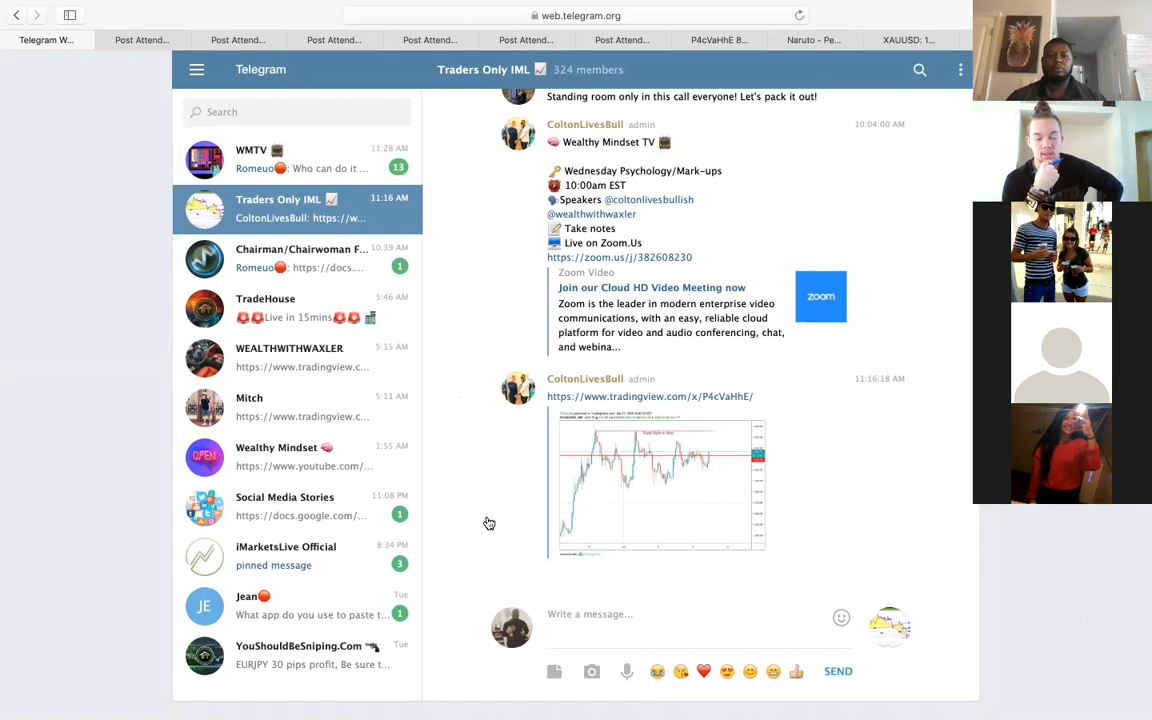 web.telegram.org
Telegram W...
Post Attend...
Post Attend...
Post Attend...
Post Attend...
Post Attend...
Post Attend...
P4cVaHhE 8...
Naruto - Pe...
XAUUSD: 1...
Telegram
Traders Only IML 324 members
Search
WMTV 11:28 AM
Romeuo: Who can do it ... 13
Traders Only IML 11:16 AM
ColtonLivesBull: https://w...
Chairman/Chairwoman F... 10:39 AM
Romeuo: https://docs.... 1
TradeHouse 5:46 AM
Live in 15mins
WEALTHWITHWAXLER 5:15 AM
https://www.tradingview.c...
Mitch 5:11 AM
https://www.tradingview.c...
Wealthy Mindset 1:55 AM
https://www.youtube.com/...
Social Media Stories 11:08 PM
https://docs.google.com/... 1
iMarketsLive Official 8:34 PM
pinned message 3
JE
Jean Tue
What app do you use to paste t... 1
YouShouldBeSniping.Com Tue
EURJPY 30 pips profit, Be sure t...
Standing room only in this call everyone! Let's pack it out!
ColtonLivesBull admin 10:04:00 AM
Wealthy Mindset TV
Wednesday Psychology/Mark-ups
10:00am EST
Speakers @coltonlivesbullish
@wealthwithwaxler
Take notes
Live on Zoom.Us
https://zoom.us/j/382608230
Zoom Video
Join our Cloud HD Video Meeting now
Zoom is the leader in modern enterprise video
communications, with an easy, reliable cloud
platform for video and audio conferencing, chat,
and webina...
zoom
ColtonLivesBull admin 11:16:18 AM
https://www.tradingview.com/x/P4cVaHhE/
Write a message...
SEND